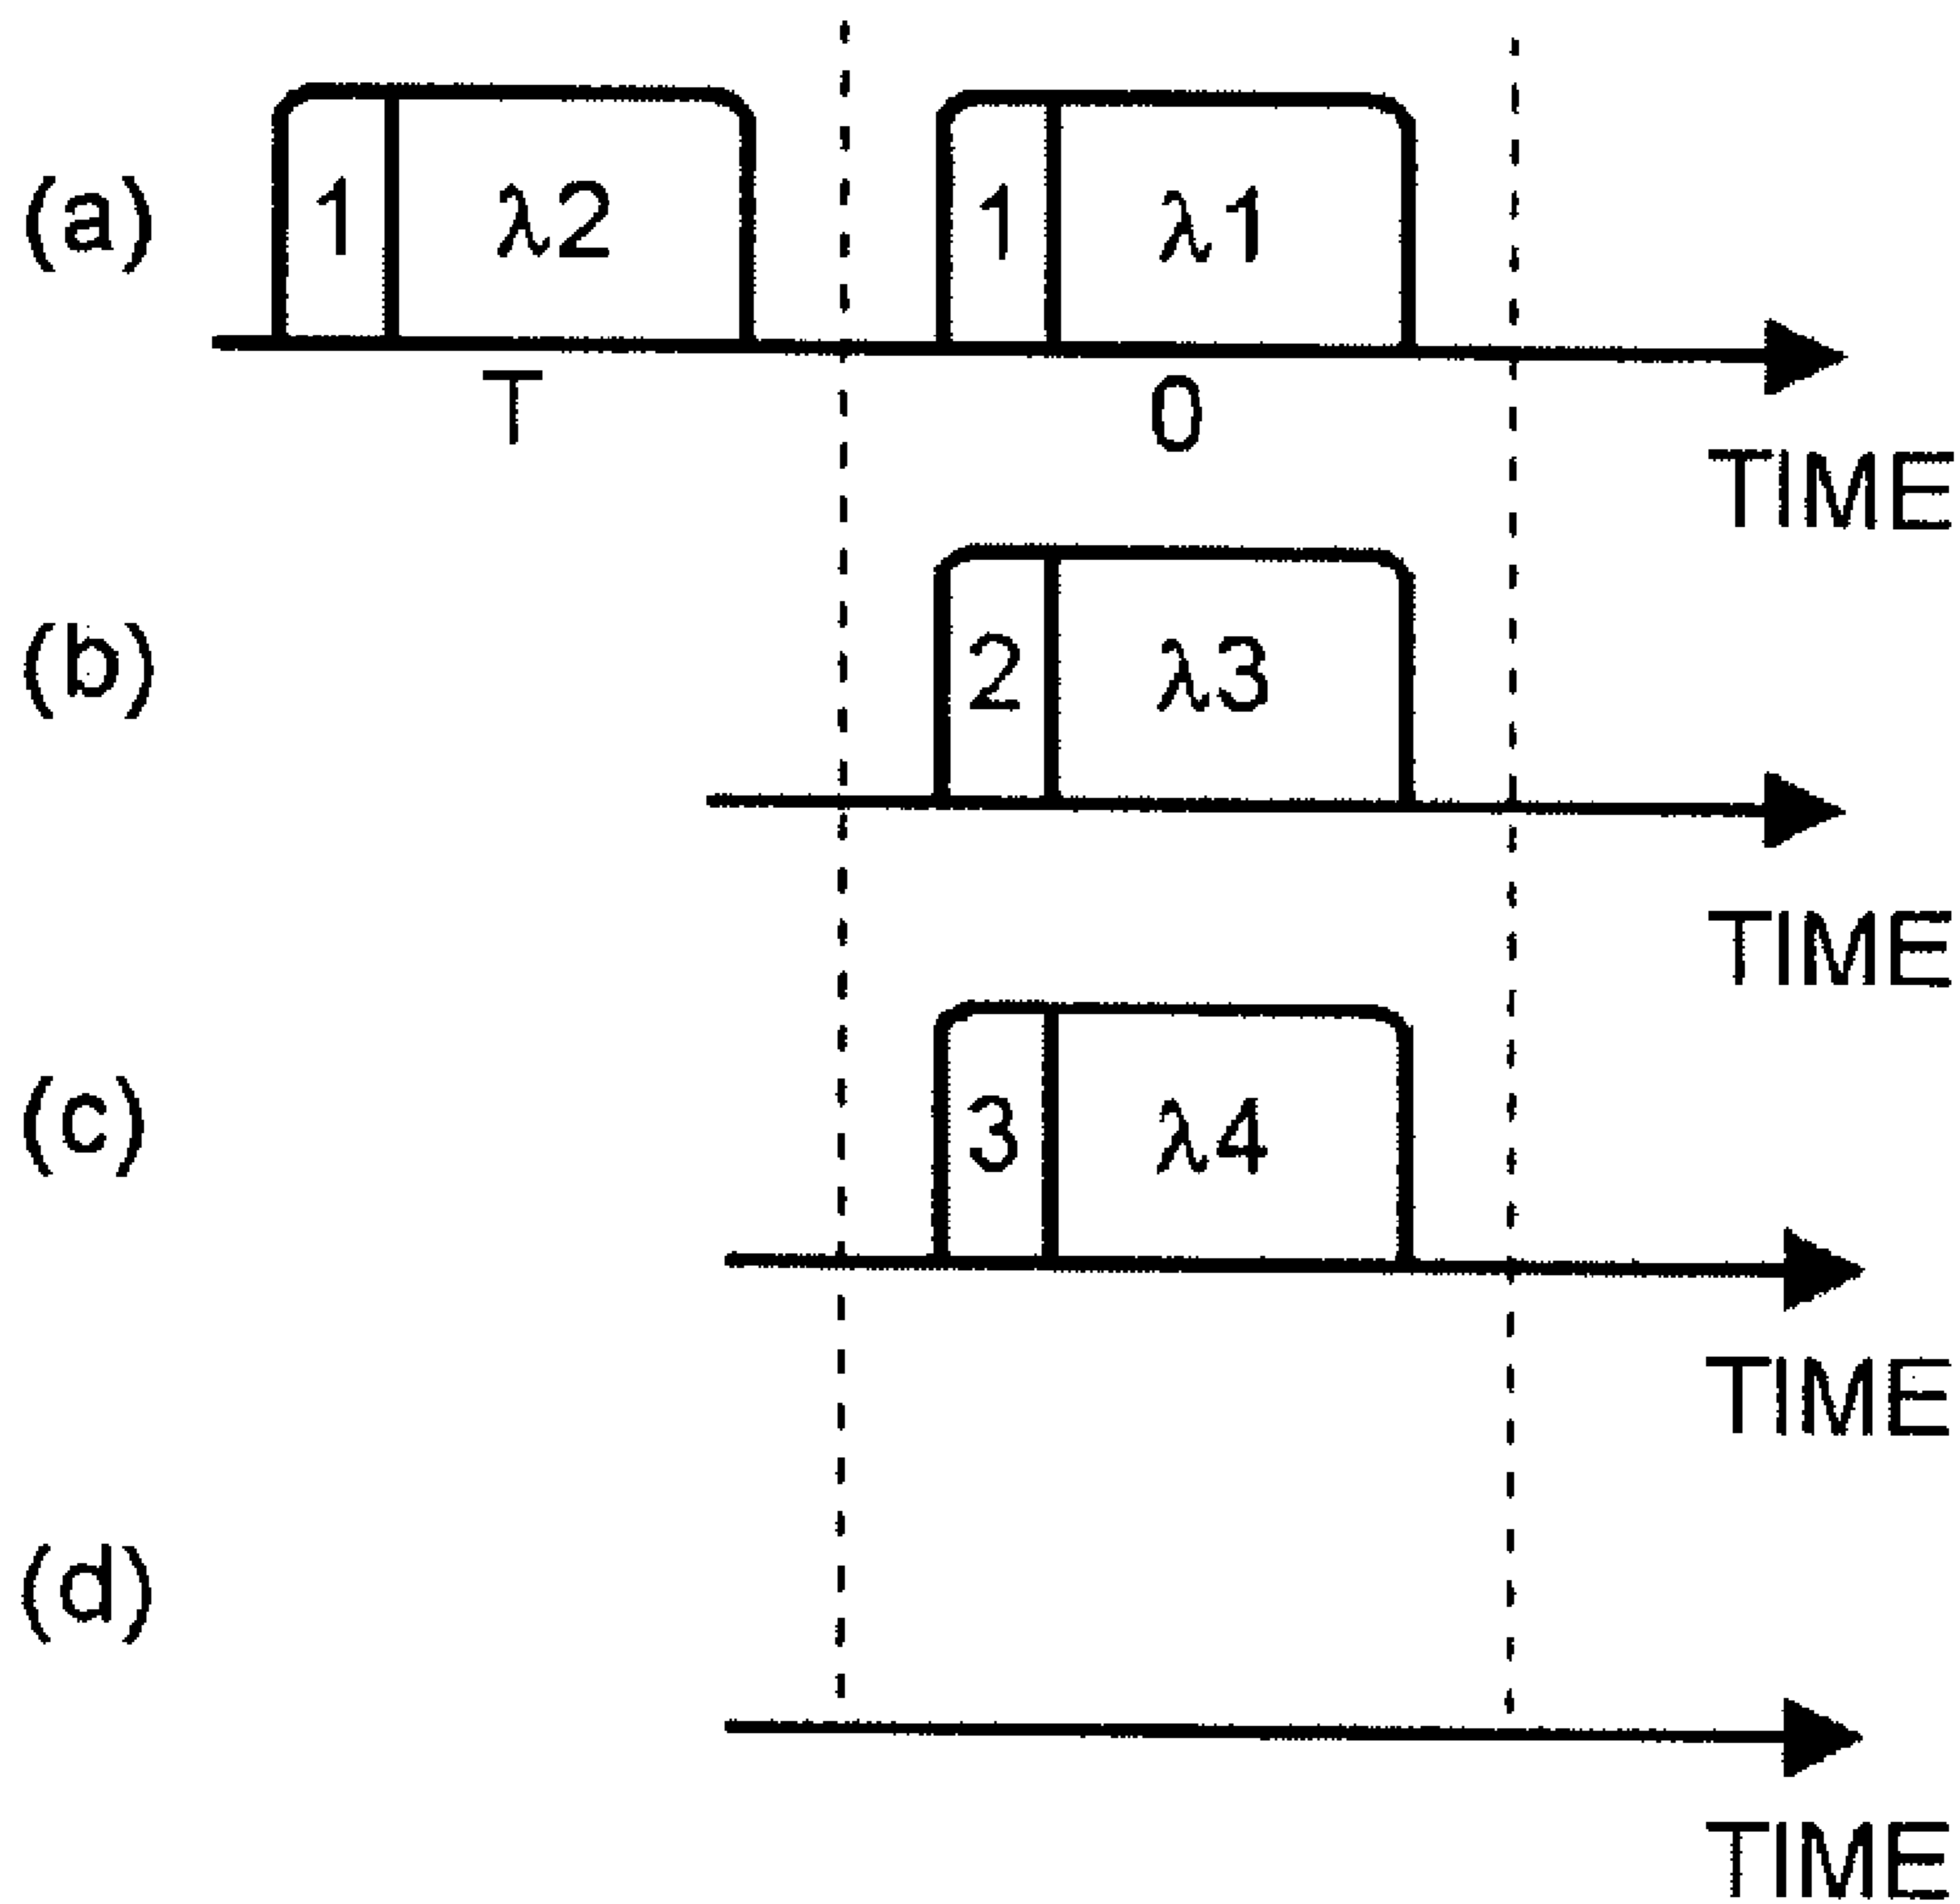 (a) 1 λ2 1 λ1
T 0
TIME
(b) 2 λ3
TIME
(c) 3 λ4
TIME
(d)
TIME